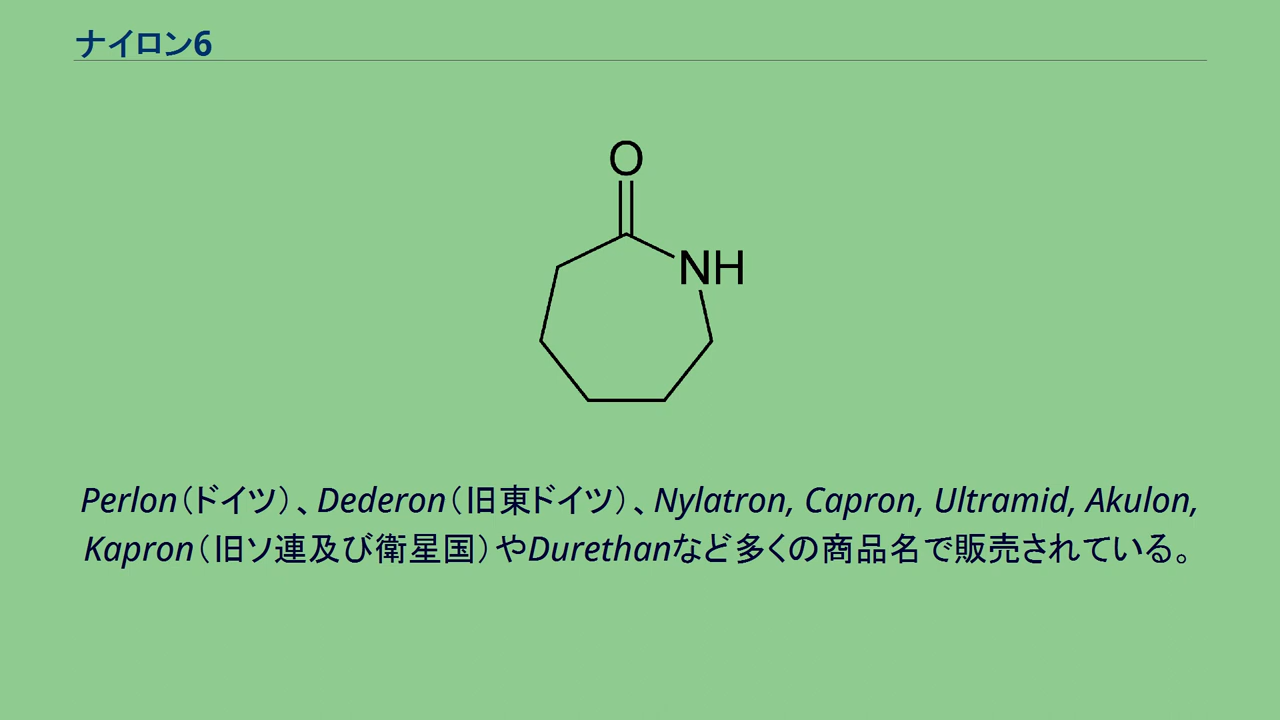 ナイロン6
O
NH
Perlon（ドイツ）、Dederon（旧東ドイツ）、Nylatron, Capron, Ultramid, Akulon,
Kapron（旧ソ連及び衛星国）やDurethanなど多くの商品名で販売されている。